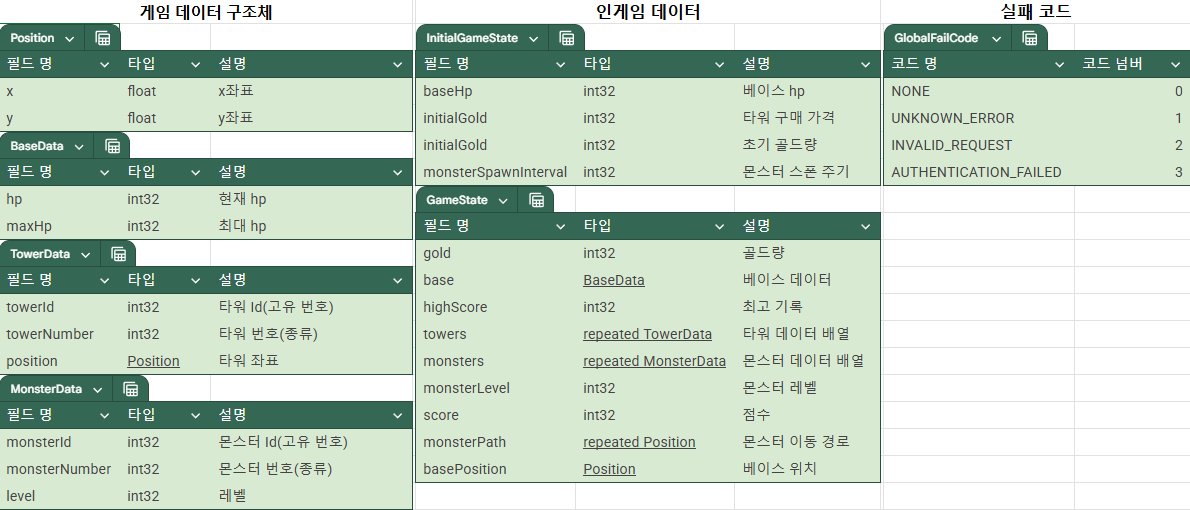 게임 데이터 구조체
Position
필드 명 타입 설명
x float x좌표
y float y좌표
BaseData
필드 명 타입 설명
hp int32 현재 hp
maxHp int32 최대 hp
TowerData
필드 명 타입 설명
towerId int32 타워 Id(고유 번호)
towerNumber int32 타워 번호(종류)
position Position 타워 좌표
MonsterData
필드 명 타입 설명
monsterId int32 몬스터 Id(고유 번호)
monsterNumber int32 몬스터 번호(종류)
level int32 레벨
인게임 데이터
InitialGameState
필드 명 타입 설명
baseHp int32 베이스 hp
initialGold int32 타워 구매 가격
initialGold int32 초기 골드량
monsterSpawnInterval int32 몬스터 스폰 주기
GameState
필드 명 타입 설명
gold int32 골드량
base BaseData 베이스 데이터
highScore int32 최고 기록
towers repeated TowerData 타워 데이터 배열
monsters repeated MonsterData 몬스터 데이터 배열
monsterLevel int32 몬스터 레벨
score int32 점수
monsterPath repeated Position 몬스터 이동 경로
basePosition Position 베이스 위치
실패 코드
GlobalFailCode
코드 명 코드 넘버
NONE 0
UNKNOWN_ERROR 1
INVALID_REQUEST 2
AUTHENTICATION_FAILED 3